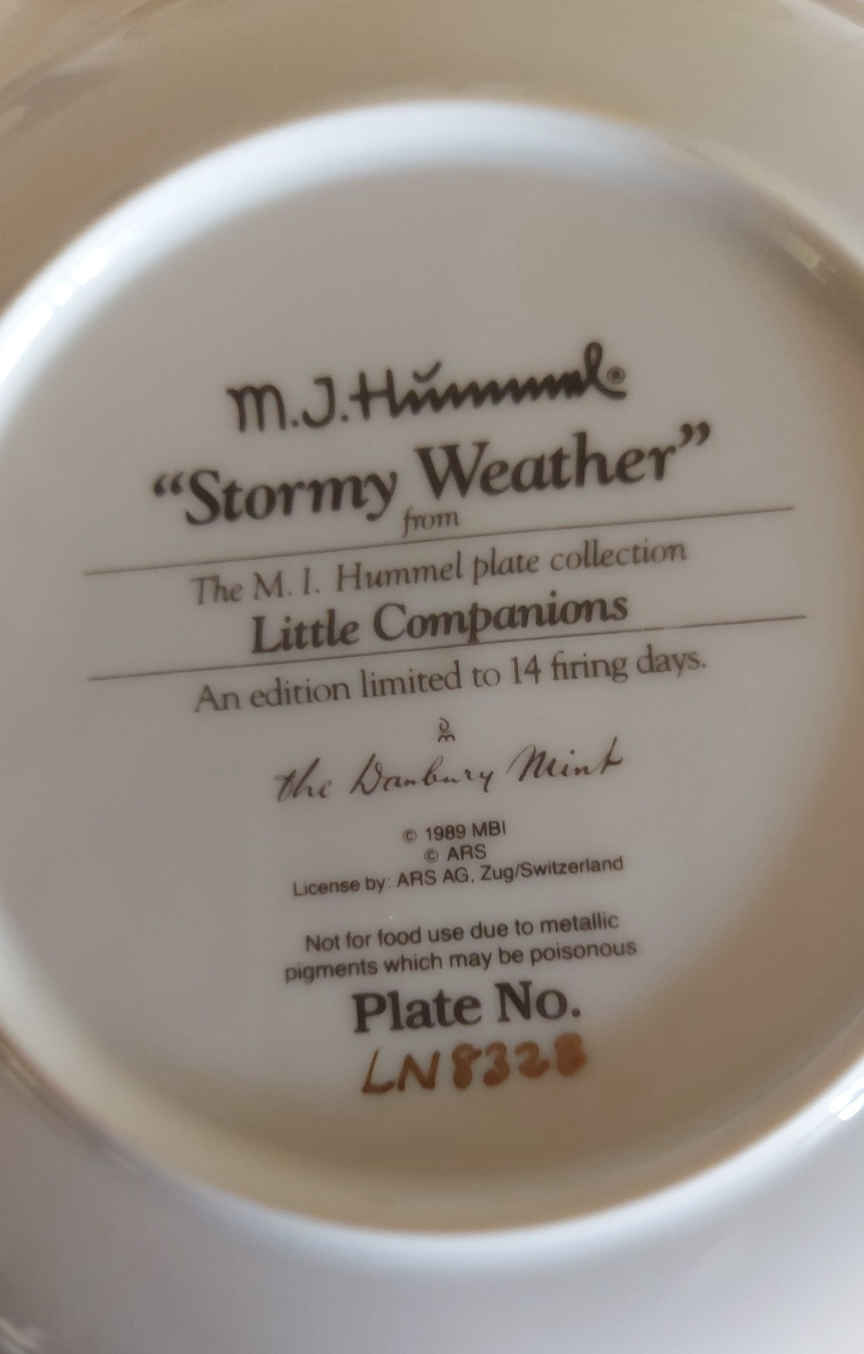 M.J.Hummel®
“Stormy Weather”
from
The M. I. Hummel plate collection
Little Companions
An edition limited to 14 firing days.
the Danbury Mint
© 1989 MBI
© ARS
License by: ARS AG, Zug/Switzerland
Not for food use due to metallic
pigments which may be poisonous
Plate No.
LN8328